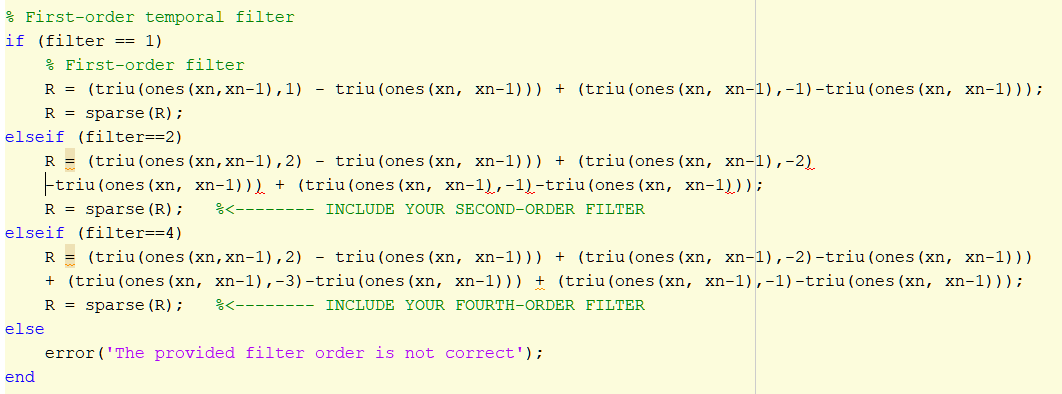 % First-order temporal filter
if (filter == 1)
    % First-order filter
    R = (triu(ones(xn,xn-1),1) - triu(ones(xn, xn-1))) + (triu(ones(xn, xn-1),-1)-triu(ones(xn, xn-1)));
    R = sparse(R);
elseif (filter==2)
    R = (triu(ones(xn,xn-1),2) - triu(ones(xn, xn-1))) + (triu(ones(xn, xn-1),-2)
    -triu(ones(xn, xn-1))) + (triu(ones(xn, xn-1),-1)-triu(ones(xn, xn-1)));
    R = sparse(R);   %<-------- INCLUDE YOUR SECOND-ORDER FILTER
elseif (filter==4)
    R = (triu(ones(xn,xn-1),2) - triu(ones(xn, xn-1))) + (triu(ones(xn, xn-1),-2)-triu(ones(xn, xn-1)))
    + (triu(ones(xn, xn-1),-3)-triu(ones(xn, xn-1))) + (triu(ones(xn, xn-1),-1)-triu(ones(xn, xn-1)));
    R = sparse(R);   %<-------- INCLUDE YOUR FOURTH-ORDER FILTER
else
    error('The provided filter order is not correct');
end